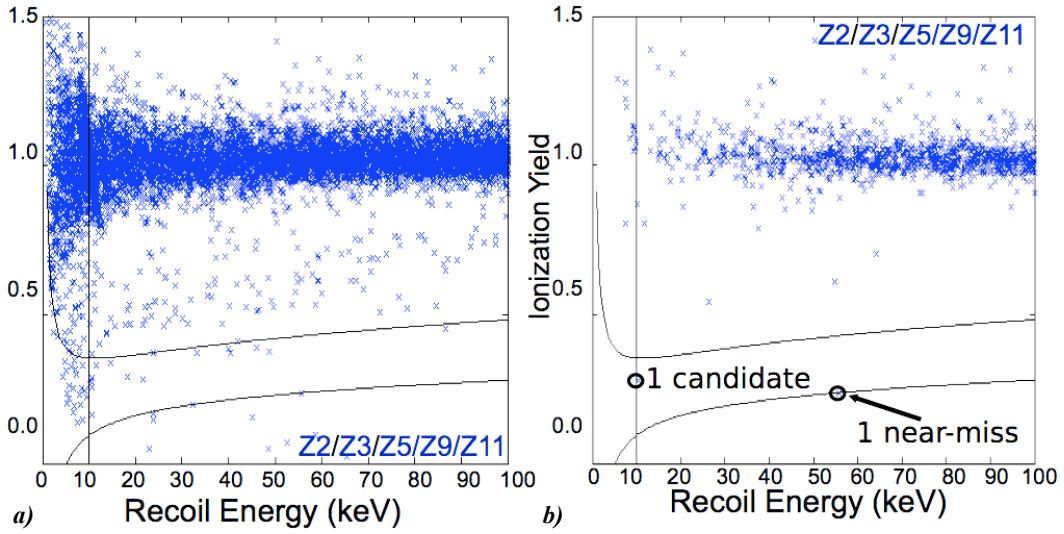 1.5
1.0
0.5
0.0
Z2/Z3/Z5/Z9/Z11
0 10 20 30 40 50 60 70 80 90 100
Recoil Energy (keV)
a)
Ionization Yield
1.5
1.0
0.5
0.0
Z2/Z3/Z5/Z9/Z11
1 candidate
1 near-miss
0 10 20 30 40 50 60 70 80 90 100
Recoil Energy (keV)
b)